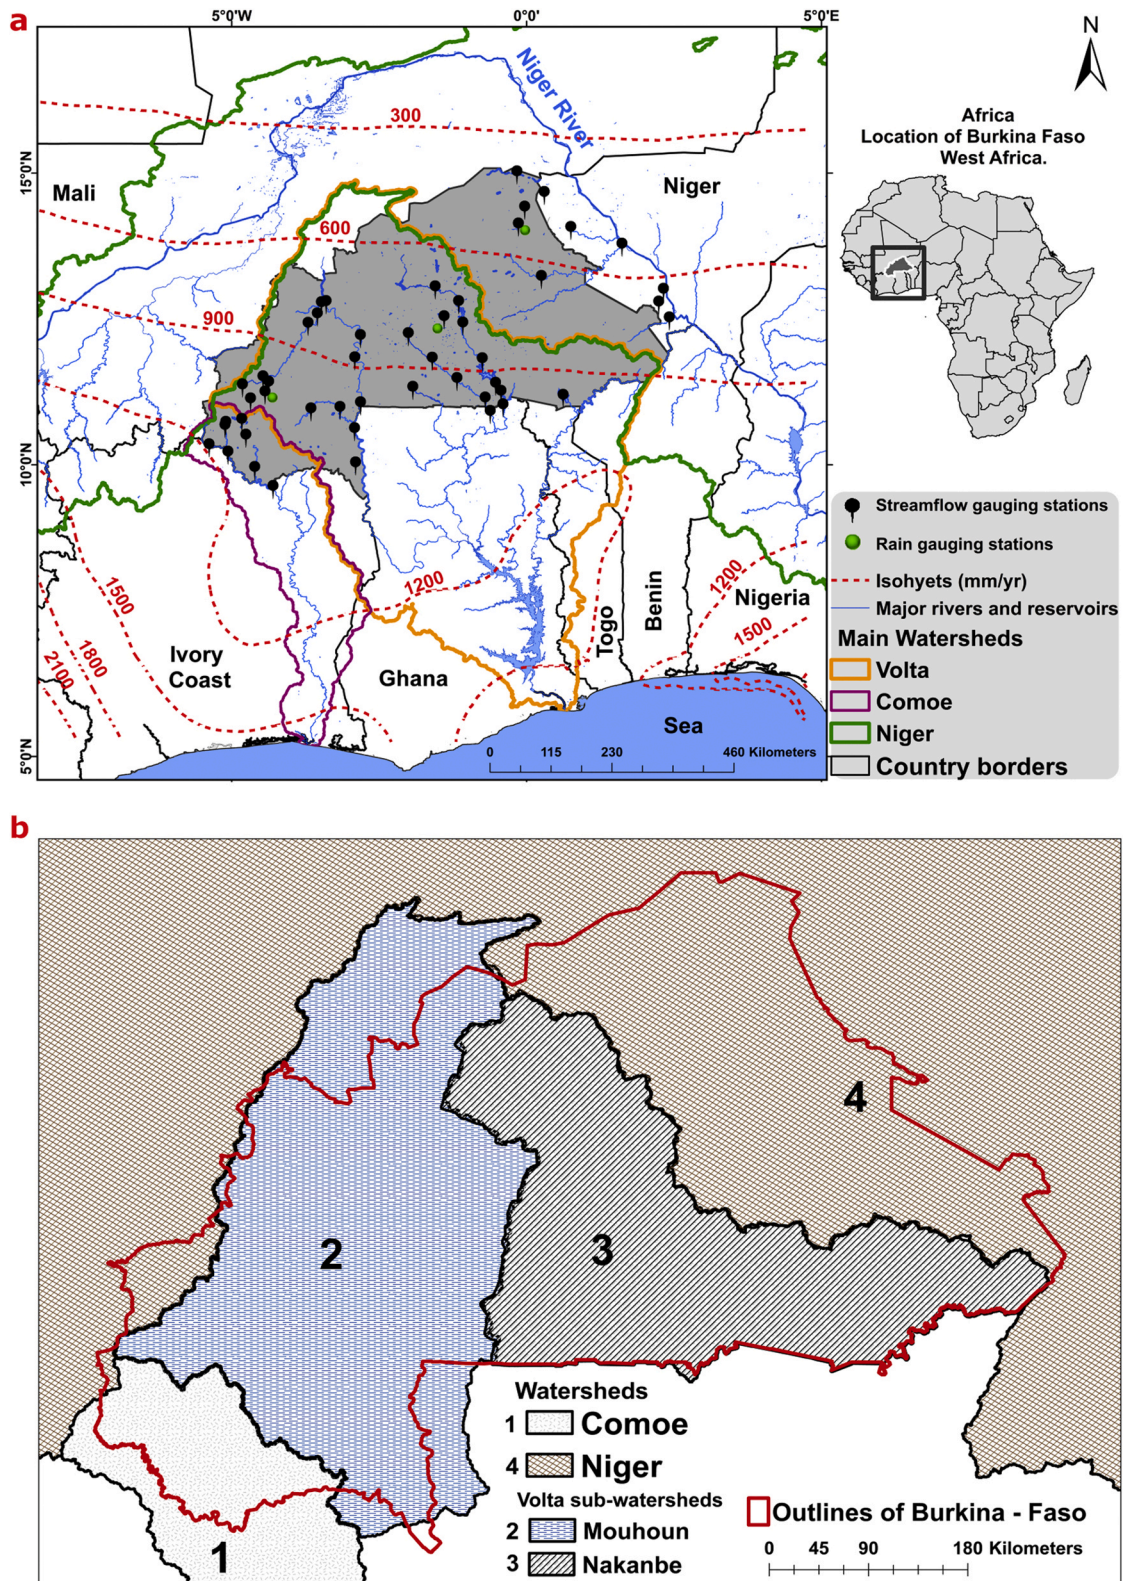 a
5°0'W
0°0'
5°0'E
N
Africa
Location of Burkina Faso
West Africa.
Niger River
300
15°0'N
Mali
Niger
600
900
10°0'N
Streamflow gauging stations
Rain gauging stations
Isohyets (mm/yr)
Major rivers and reservoirs
Main Watersheds
Volta
Comoe
Niger
Country borders
1500
1200
1200
1800
2100
Ivory
Coast
Ghana
Togo
Benin
Nigeria
1500
Sea
5°0'N
0 115 230 460 Kilometers
b
4
2
3
1
Watersheds
1 Comoe
4 Niger
Volta sub-watersheds
2 Mouhoun
3 Nakanbe
Outlines of Burkina - Faso
0 45 90 180 Kilometers